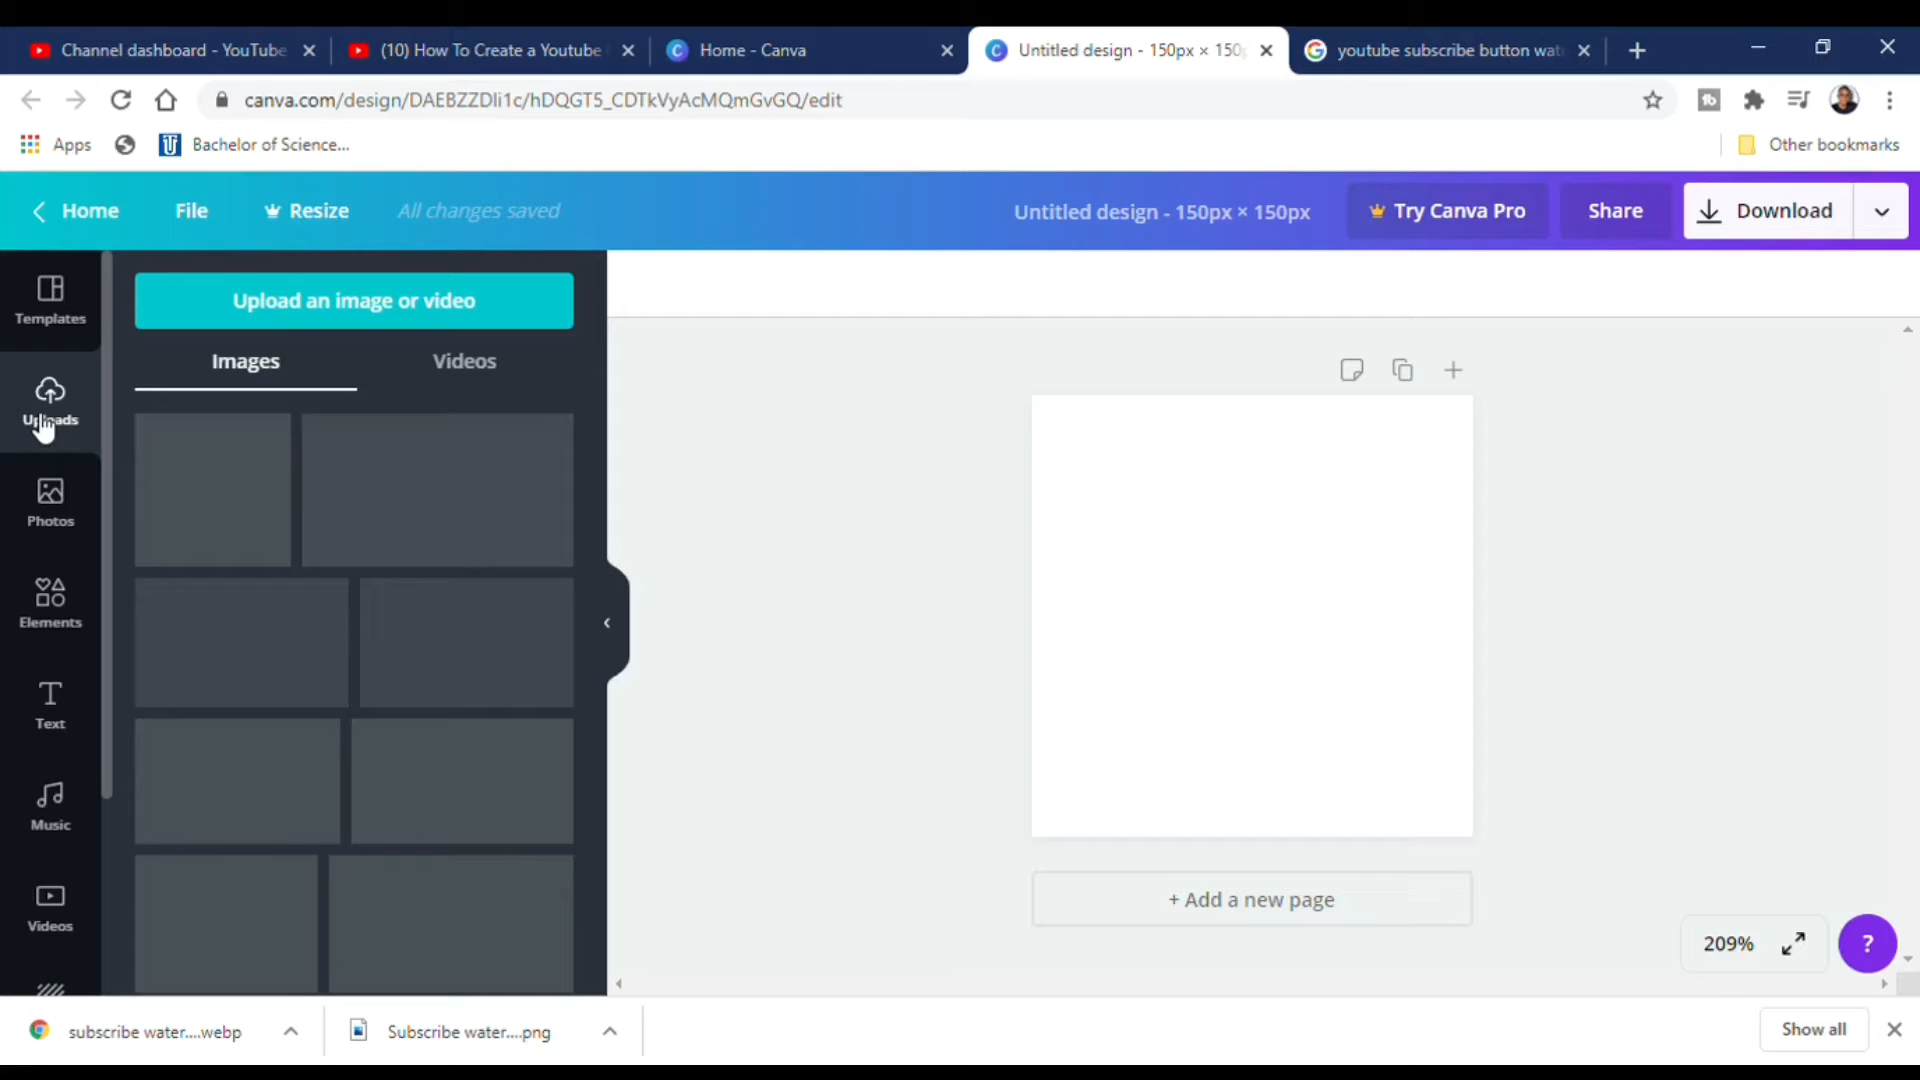 Channel dashboard - YouTube
(10) How To Create a Youtube
Home - Canva
Untitled design - 150px × 150
youtube subscribe button wat
canva.com/design/DAEBZZDli1c/hDQGT5_CDTkVyAcMQmGvGQ/edit
Apps
Bachelor of Science...
Other bookmarks
Home
File
Resize
All changes saved
Untitled design - 150px × 150px
Try Canva Pro
Share
Download
Templates
Uploads
Photos
Elements
Text
Music
Videos
Upload an image or video
Images
Videos
+ Add a new page
209%
?
subscribe water....webp
Subscribe water....png
Show all